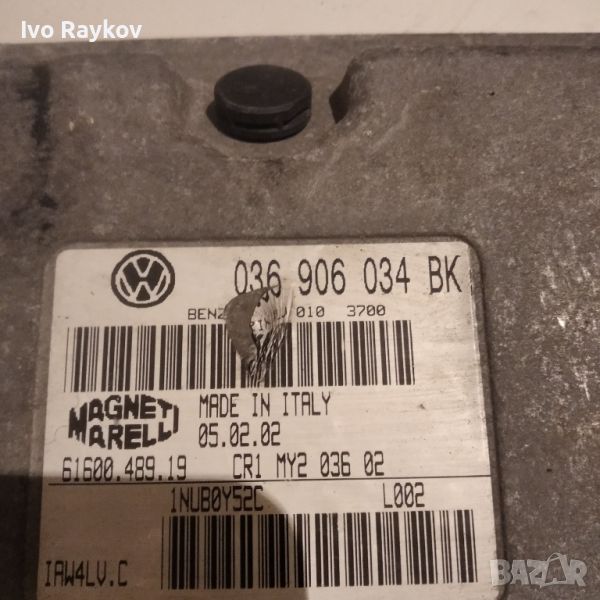 Ivo Raykov
036 906 034 BK
010 3700
MAGNETI
MARELLI
MADE IN ITALY
05.02.02
61600.489.19 CR1 MY2 036 02
1NUB0Y52C L002
IAW4LV.C
BAZAR